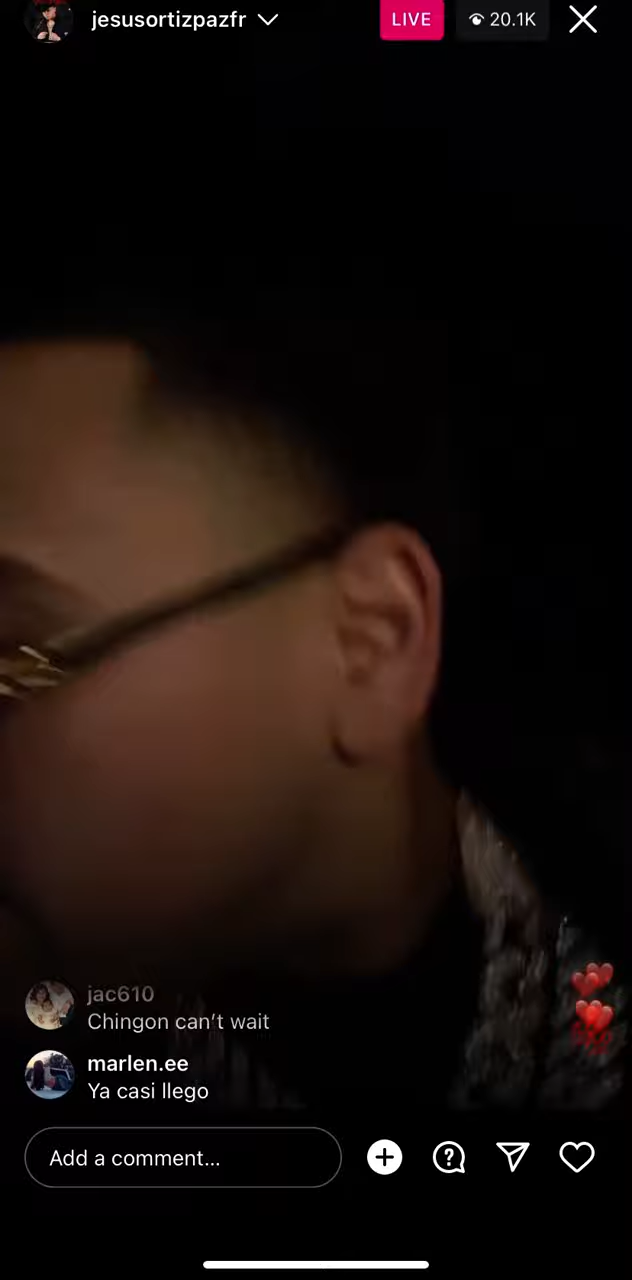 jesusortizpazfr
LIVE
20.1K
jac610
Chingon can't wait
marlen.ee
Ya casi llego
Add a comment...